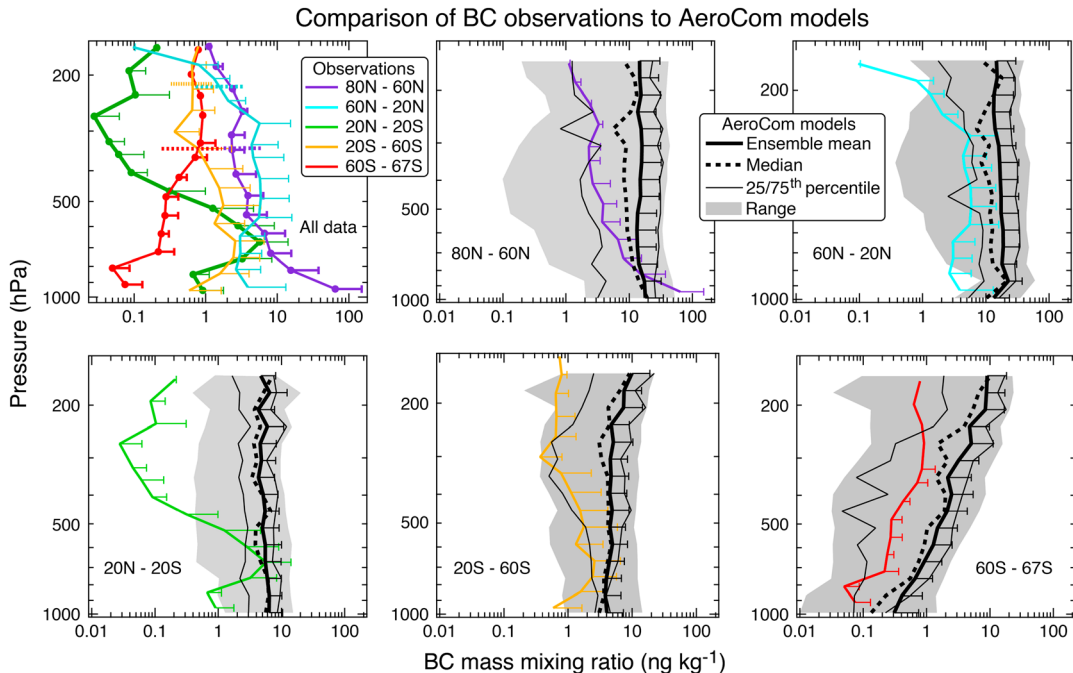 Comparison of BC observations to AeroCom models
Pressure (hPa)
200
500
1000
0.1
1
10
100
Observations
80N - 60N
60N - 20N
20N - 20S
20S - 60S
60S - 67S
All data
200
500
1000
0.01
0.1
1
10
100
80N - 60N
AeroCom models
Ensemble mean
Median
25/75th percentile
Range
200
500
1000
0.01
0.1
1
10
100
60N - 20N
200
500
1000
0.01
0.1
1
10
100
20N - 20S
200
500
1000
0.01
0.1
1
10
100
20S - 60S
200
500
1000
0.01
0.1
1
10
100
60S - 67S
BC mass mixing ratio (ng kg-1)